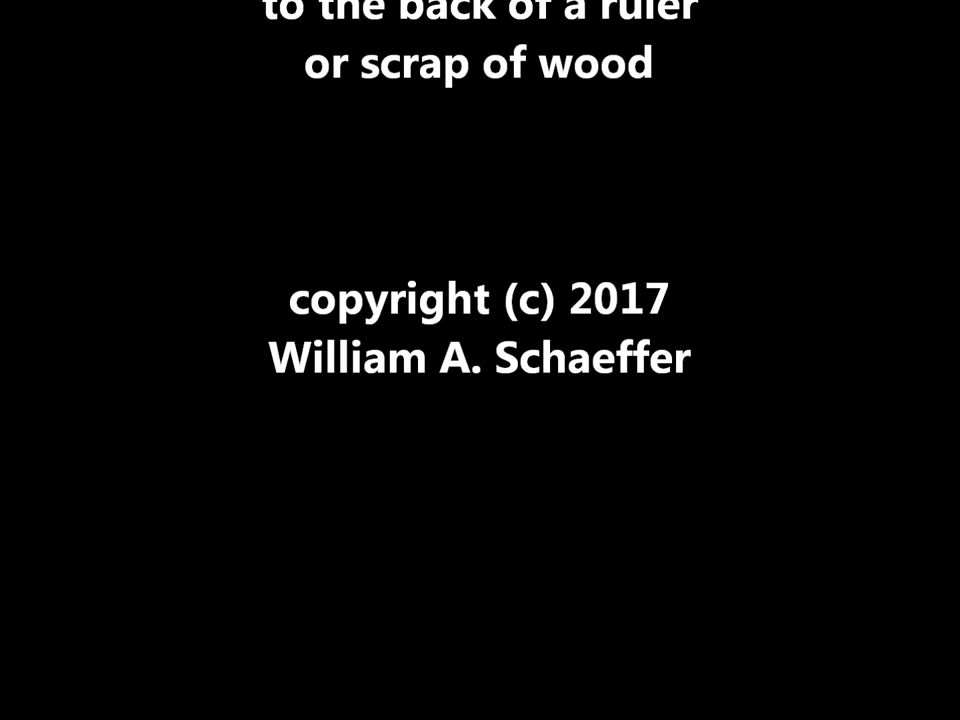 to the back of a ruler
or scrap of wood
copyright (c) 2017
William A. Schaeffer